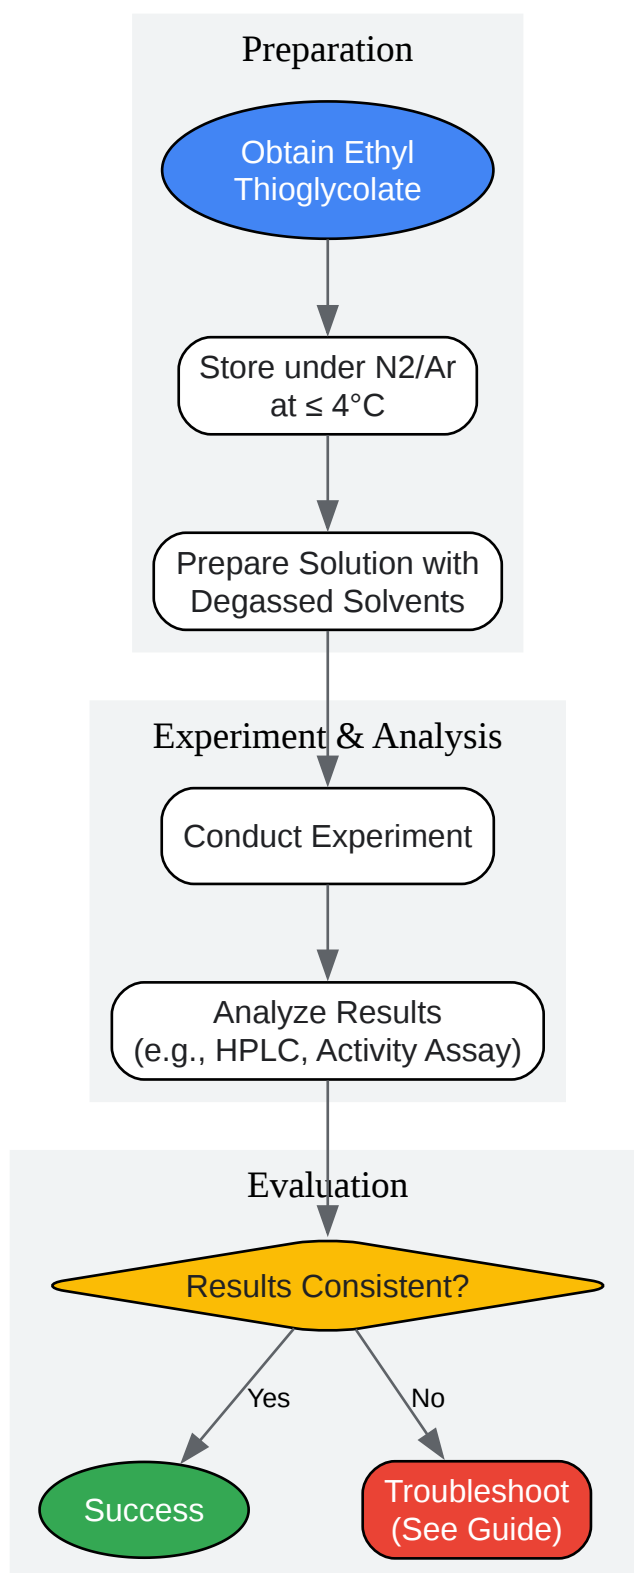 Preparation
Obtain Ethyl
Thioglycolate
Store under N2/Ar
at ≤ 4°C
Prepare Solution with
Degassed Solvents
Experiment & Analysis
Conduct Experiment
Analyze Results
(e.g., HPLC, Activity Assay)
Evaluation
Results Consistent?
Yes
No
Success
Troubleshoot
(See Guide)